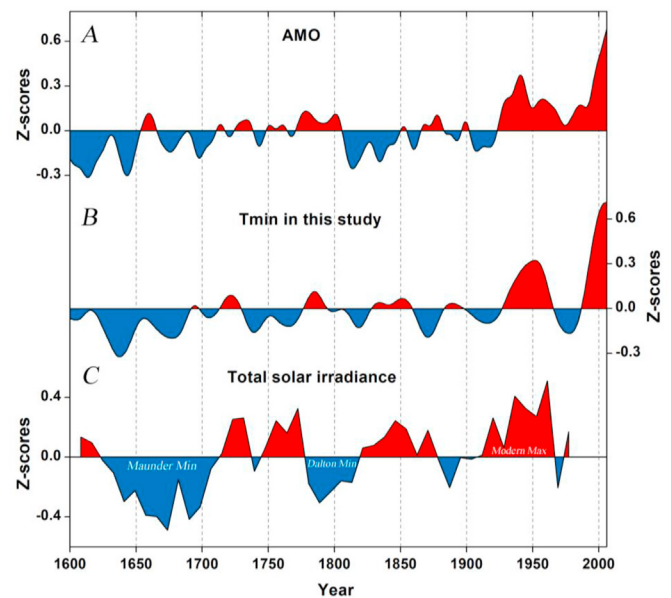 A
AMO
0.6
0.3
0.0
-0.3
Z-scores
B
Tmin in this study
0.6
0.3
0.0
-0.3
Z-scores
C
Total solar irradiance
0.4
0.0
-0.4
Z-scores
Maunder Min
Dalton Min
Modern Max
1600 1650 1700 1750 1800 1850 1900 1950 2000
Year